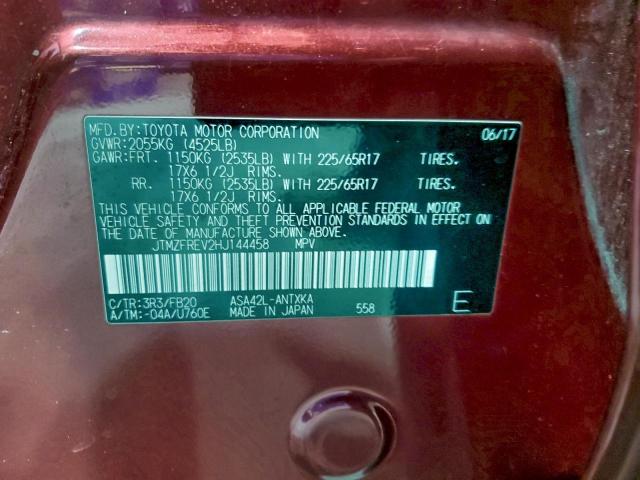 MFD.BY:TOYOTA MOTOR CORPORATION 06/17
GVWR:2055KG (4525LB)
GAWR:FRT. 1150KG (2535LB) WITH 225/65R17 TIRES.
17X6 1/2J RIMS.
RR. 1150KG (2535LB) WITH 225/65R17 TIRES.
17X6 1/2J RIMS.
THIS VEHICLE CONFORMS TO ALL APPLICABLE FEDERAL MOTOR
VEHICLE SAFETY AND THEFT PREVENTION STANDARDS IN EFFECT ON
THE DATE OF MANUFACTURE SHOWN ABOVE.
JTMZFREV2HJ144458 MPV
C/TR:3R3/FB20 ASA42L-ANTXKA E
A/TM:-04A/U760E MADE IN JAPAN 558